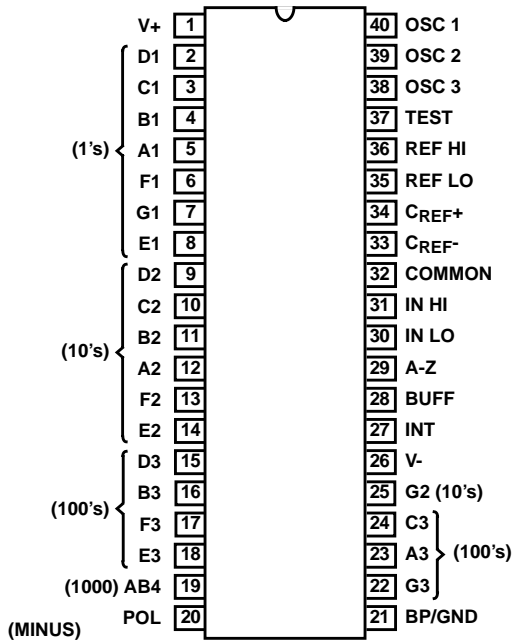 V+ 1 40 OSC 1
D1 2 39 OSC 2
C1 3 38 OSC 3
B1 4 37 TEST
(1's) A1 5 36 REF HI
F1 6 35 REF LO
G1 7 34 CREF+
E1 8 33 CREF-
D2 9 32 COMMON
C2 10 31 IN HI
(10's) B2 11 30 IN LO
A2 12 29 A-Z
F2 13 28 BUFF
E2 14 27 INT
D3 15 26 V-
(100's) B3 16 25 G2 (10's)
F3 17 24 C3
E3 18 23 A3 (100's)
(1000) AB4 19 22 G3
(MINUS) POL 20 21 BP/GND